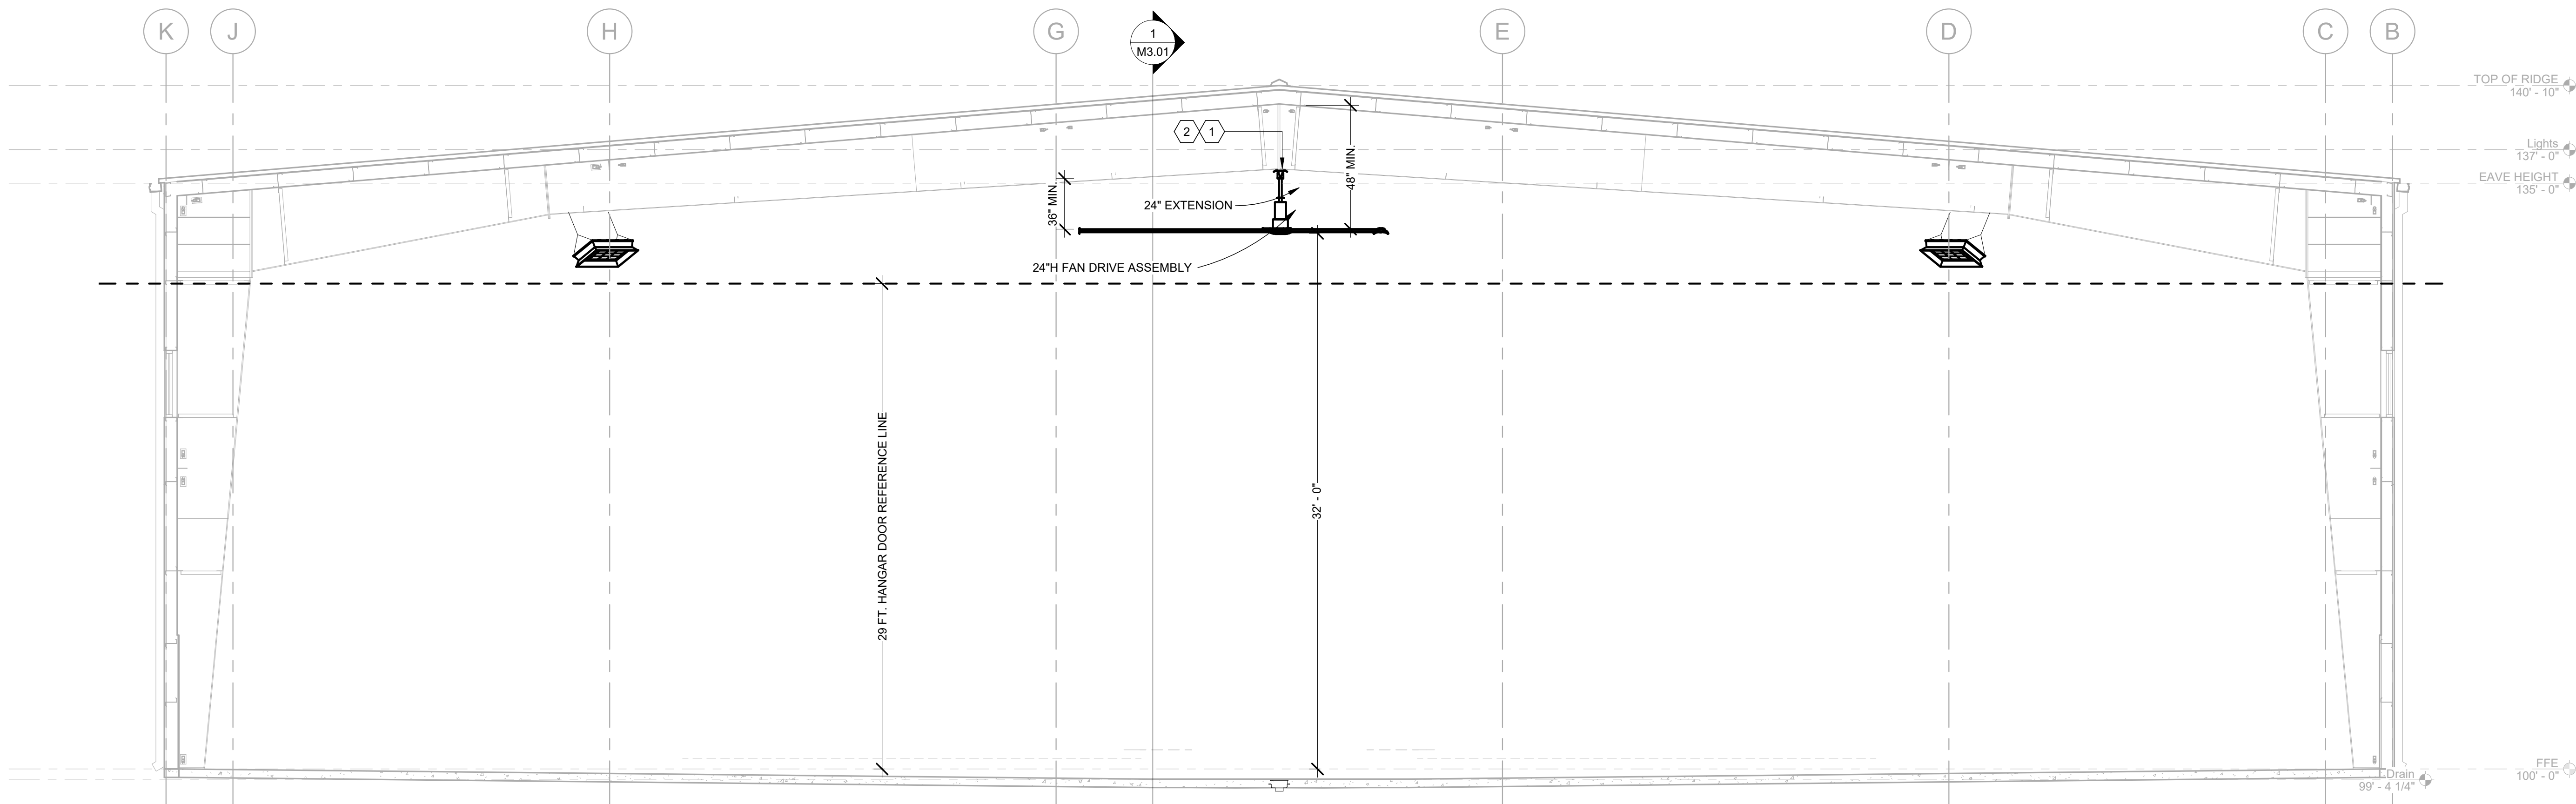 K
J
H
G
1
M3.01
E
D
C
B
TOP OF RIDGE
140' - 10"
Lights
137' - 0"
EAVE HEIGHT
135' - 0"
2
1
48" MIN.
36" MIN.
24" EXTENSION
24"H FAN DRIVE ASSEMBLY
29 FT. HANGAR DOOR REFERENCE LINE
32' - 0"
FFE
100' - 0"
Drain
99' - 4 1/4"